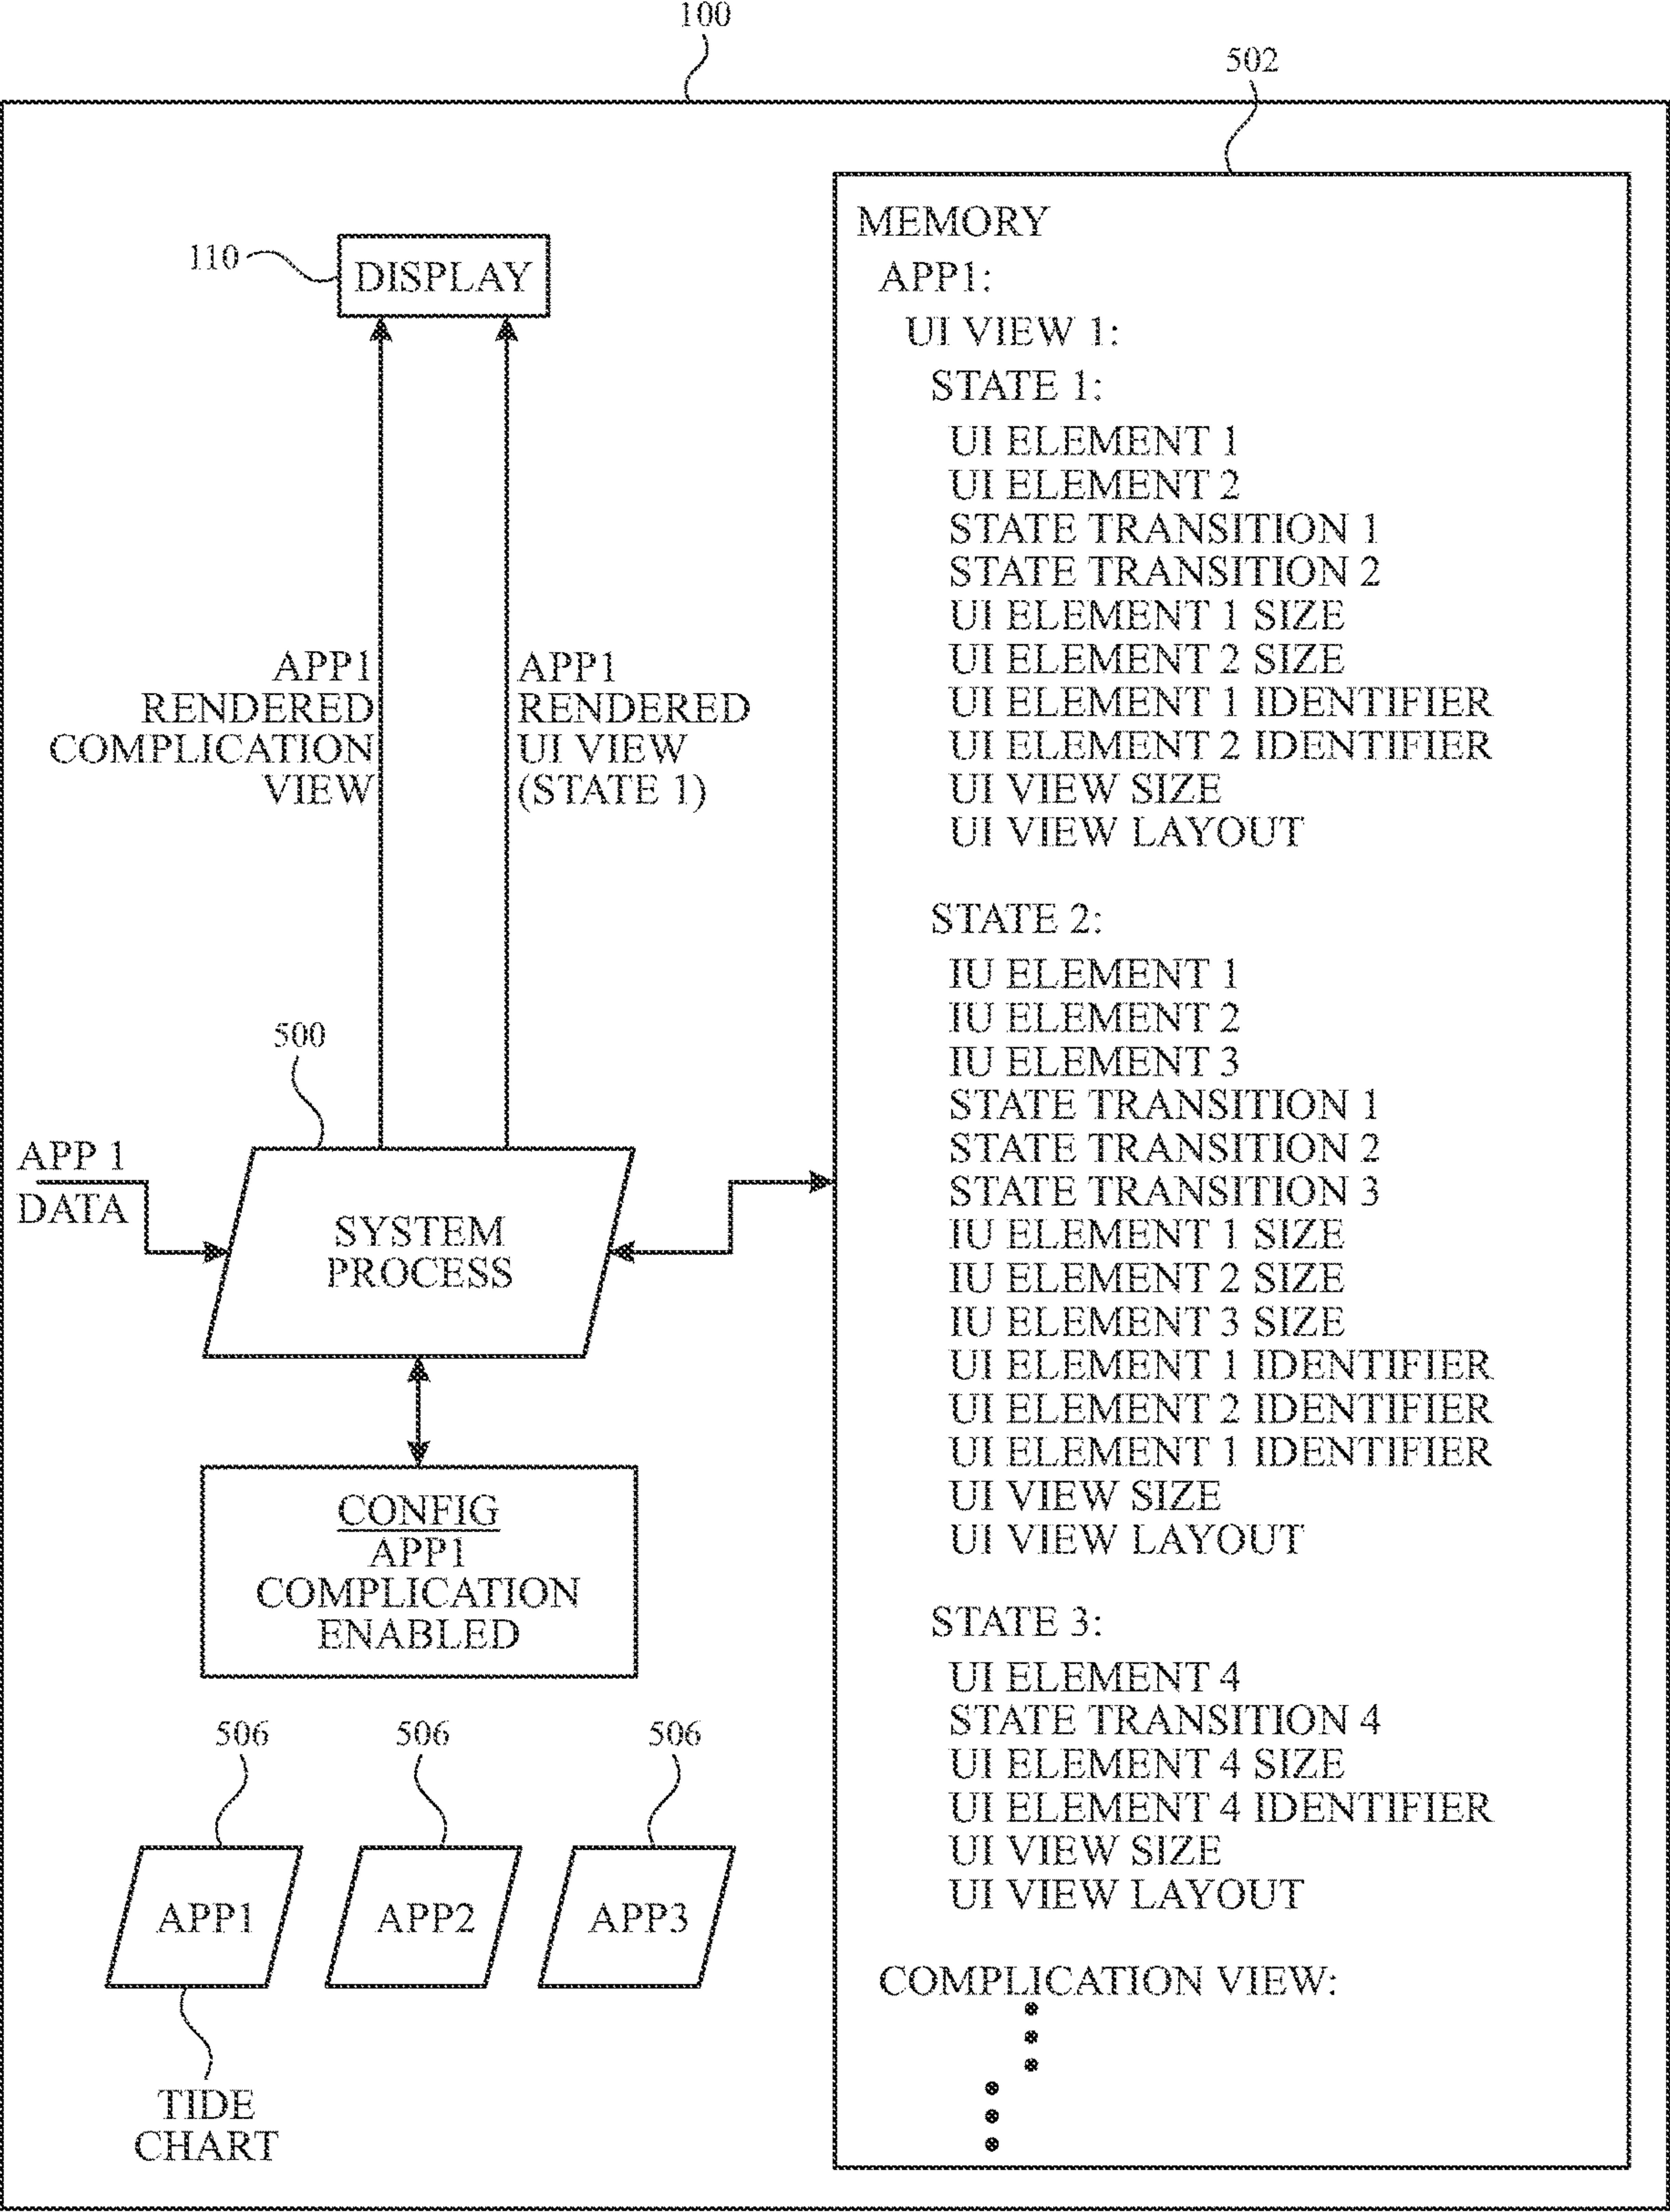 100
502
110
DISPLAY
APP1
RENDERED
COMPLICATION
VIEW
APP1
RENDERED
UI VIEW
(STATE 1)
500
APP 1
DATA
SYSTEM
PROCESS
CONFIG
APP1
COMPLICATION
ENABLED
506
506
506
APP1
APP2
APP3
TIDE
CHART
MEMORY
APP1:
UI VIEW 1:
STATE 1:
UI ELEMENT 1
UI ELEMENT 2
STATE TRANSITION 1
STATE TRANSITION 2
UI ELEMENT 1 SIZE
UI ELEMENT 2 SIZE
UI ELEMENT 1 IDENTIFIER
UI ELEMENT 2 IDENTIFIER
UI VIEW SIZE
UI VIEW LAYOUT
STATE 2:
IU ELEMENT 1
IU ELEMENT 2
IU ELEMENT 3
STATE TRANSITION 1
STATE TRANSITION 2
STATE TRANSITION 3
IU ELEMENT 1 SIZE
IU ELEMENT 2 SIZE
IU ELEMENT 3 SIZE
UI ELEMENT 1 IDENTIFIER
UI ELEMENT 2 IDENTIFIER
UI ELEMENT 1 IDENTIFIER
UI VIEW SIZE
UI VIEW LAYOUT
STATE 3:
UI ELEMENT 4
STATE TRANSITION 4
UI ELEMENT 4 SIZE
UI ELEMENT 4 IDENTIFIER
UI VIEW SIZE
UI VIEW LAYOUT
COMPLICATION VIEW: